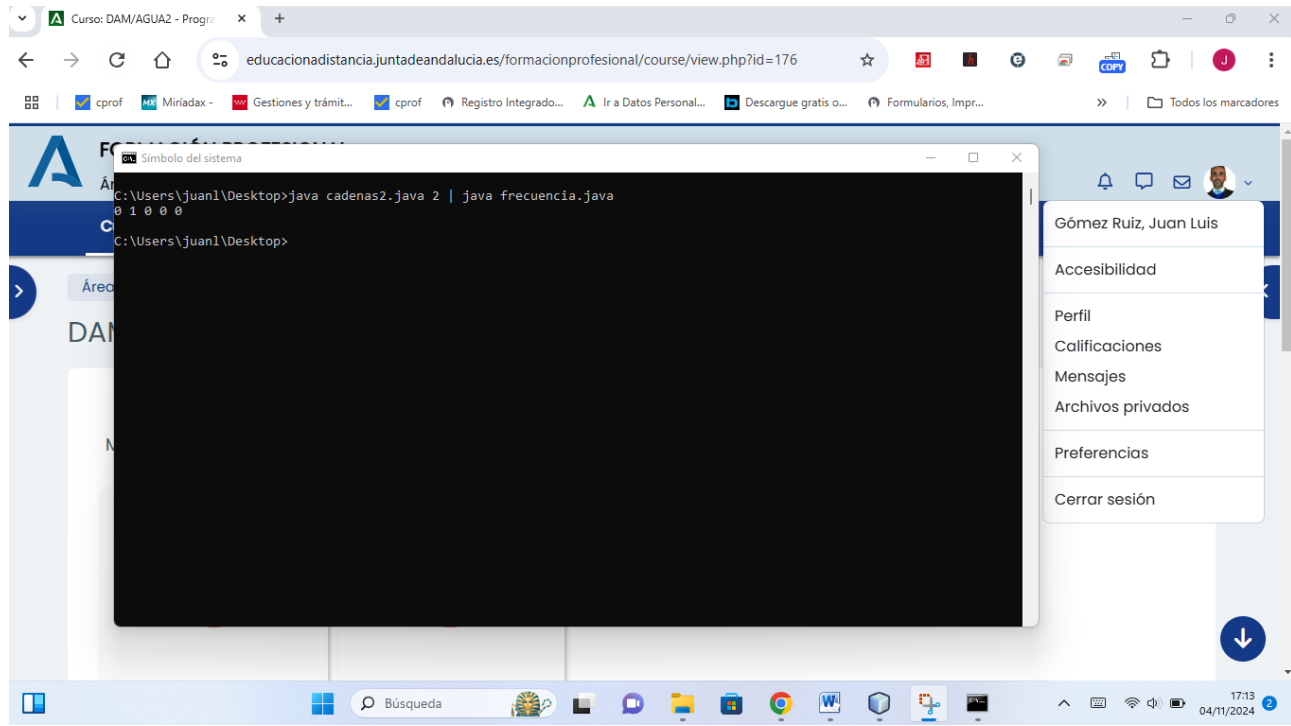 Curso: DAM/AGUA2 - Progra
educacionadistancia.juntadeandalucia.es/formacionprofesional/course/view.php?id=176
COPY
J
cprof
Miríadax -
Gestiones y trámit...
cprof
Registro Integrado...
Ir a Datos Personal...
Descargue gratis o...
Formularios, Impr...
»
Todos los marcadores
Símbolo del sistema
C:\Users\juanl\Desktop>java cadenas2.java 2 | java frecuencia.java
0 1 0 0 0
C:\Users\juanl\Desktop>
Área
DAM
Gómez Ruiz, Juan Luis
Accesibilidad
Perfil
Calificaciones
Mensajes
Archivos privados
Preferencias
Cerrar sesión
Búsqueda
17:13
04/11/2024
2